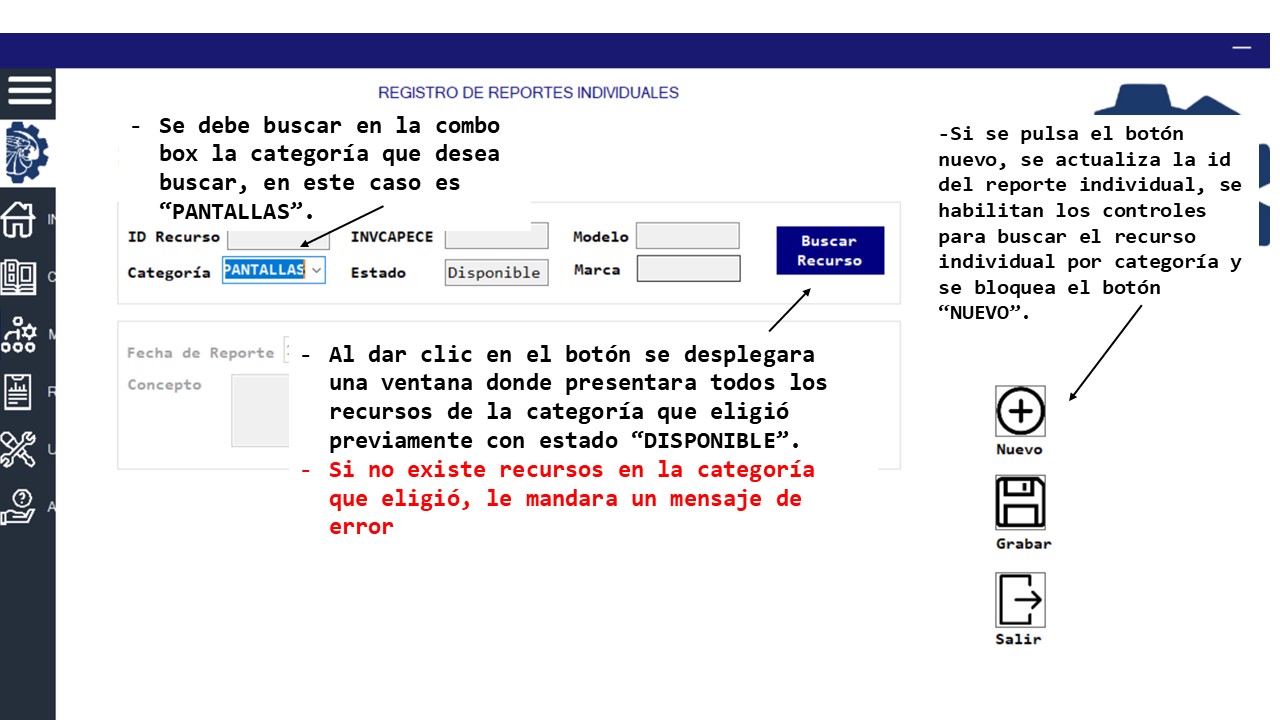 REGISTRO DE REPORTES INDIVIDUALES
- Se debe buscar en la combo
box la categoría que desea
buscar, en este caso es
“PANTALLAS”.
-Si se pulsa el botón
nuevo, se actualiza la id
del reporte individual, se
habilitan los controles
para buscar el recurso
individual por categoría y
se bloquea el botón
“NUEVO”.
ID Recurso INVCAPECE Modelo
Buscar
Recurso
Categoría PANTALLAS Estado Disponible Marca
Fecha de Reporte
Concepto
- Al dar clic en el botón se desplegara
una ventana donde presentara todos los
recursos de la categoría que eligió
previamente con estado “DISPONIBLE”.
- Si no existe recursos en la categoría
que eligió, le mandara un mensaje de
error
Nuevo
Grabar
Salir
IN
C
M
R
U
A